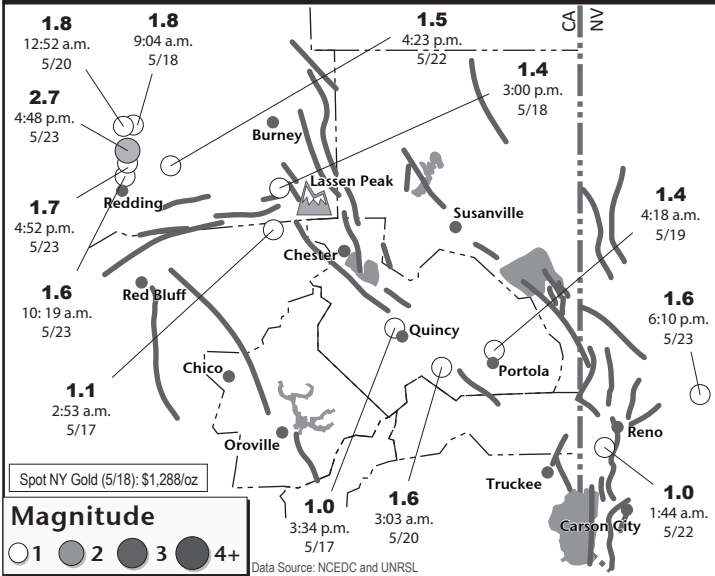 1.8
12:52 a.m.
5/20
1.8
9:04 a.m.
5/18
1.5
4:23 p.m.
5/22
CA
NV
2.7
4:48 p.m.
5/23
1.4
3:00 p.m.
5/18
Burney
Lassen Peak
Redding
1.7
4:52 p.m.
5/23
Susanville
1.4
4:18 a.m.
5/19
Chester
1.6
10: 19 a.m.
5/23
Red Bluff
1.6
6:10 p.m.
5/23
Quincy
Portola
Chico
1.1
2:53 a.m.
5/17
Oroville
Reno
Spot NY Gold (5/18): $1,288/oz
Truckee
1.0
3:34 p.m.
5/17
1.6
3:03 a.m.
5/20
1.0
1:44 a.m.
5/22
Carson City
Magnitude
1 2 3 4+
Data Source: NCEDC and UNRSL